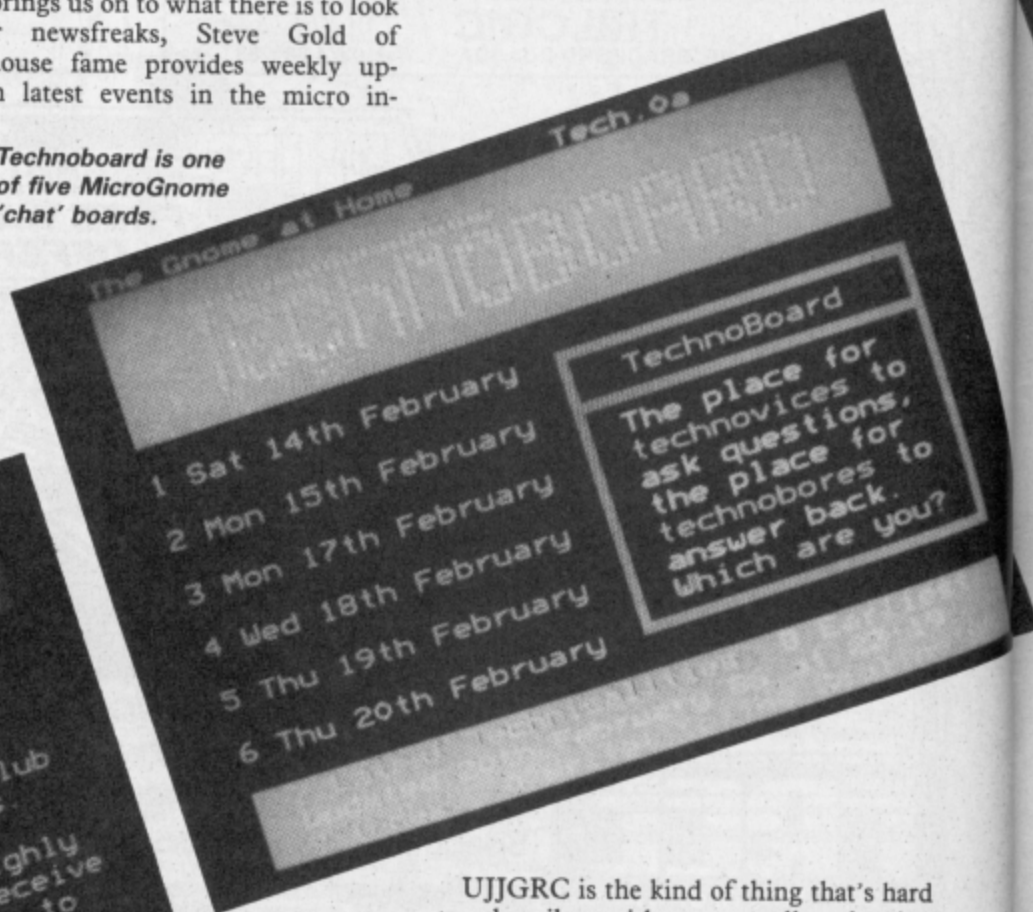 brings us on to what there is to look
newsfreaks, Steve Gold of
ouse fame provides weekly up-
latest events in the micro in-
Technoboard is one
of five MicroGnome
'chat' boards.
The Gnome at Home Tech,0a
TECHNOBOARD
1 Sat 14th February
2 Mon 15th February
3 Mon 17th February
4 Wed 18th February
5 Thu 19th February
6 Thu 20th February
TechnoBoard
The place for
technovices to
ask questions,
the place for
technobores to
answer back.
Which are you?
lub
ghly
eceive
to
UJJGRC is the kind of thing that's hard